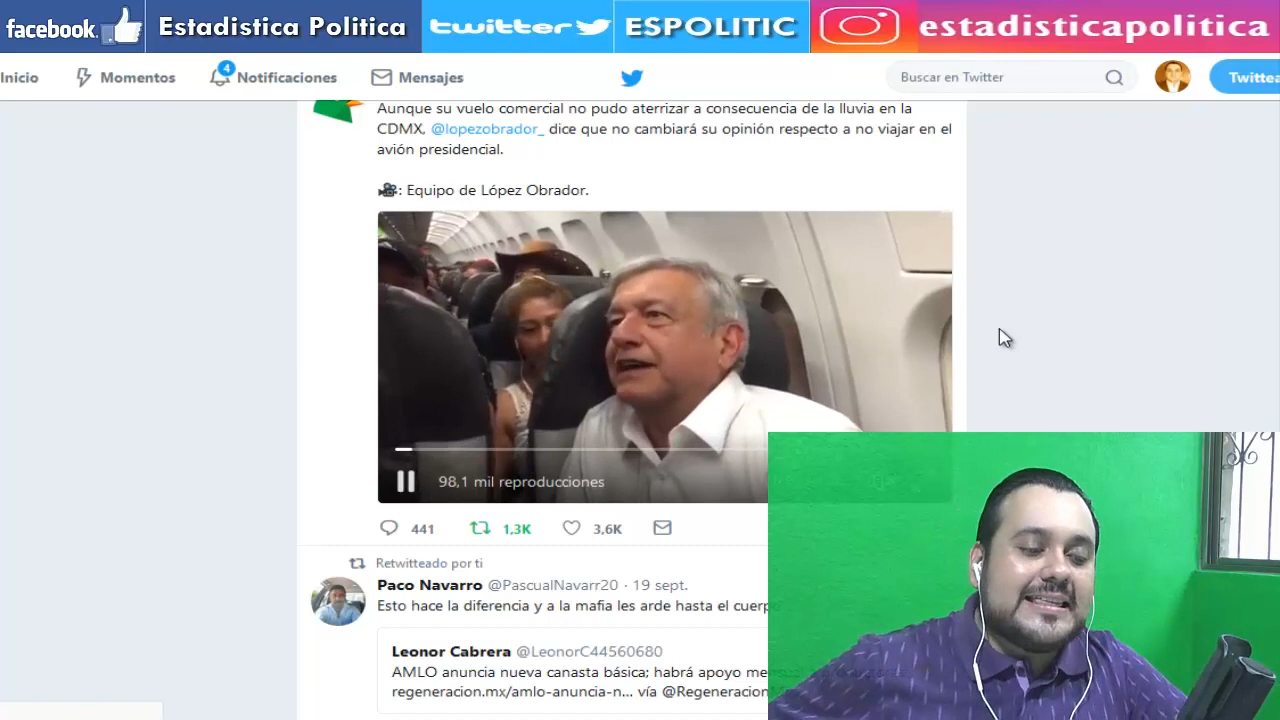 facebook. Estadistica Politica twitter ESPOLITIC estadisticapolitica
Inicio Momentos 4 Notificaciones Mensajes Buscar en Twitter Twittea
Aunque su vuelo comercial no pudo aterrizar a consecuencia de la lluvia en la
CDMX, @lopezobrador_ dice que no cambiará su opinión respecto a no viajar en el
avión presidencial.
: Equipo de López Obrador.
98,1 mil reproducciones
441 1,3K 3,6K
Retwitteado por ti
Paco Navarro @PascualNavarr20 · 19 sept.
Esto hace la diferencia y a la mafia les arde hasta el cuerpo
Leonor Cabrera @LeonorC44560680
AMLO anuncia nueva canasta básica; habrá apoyo mensual
regeneracion.mx/amlo-anuncia-n... vía @Regeneracion